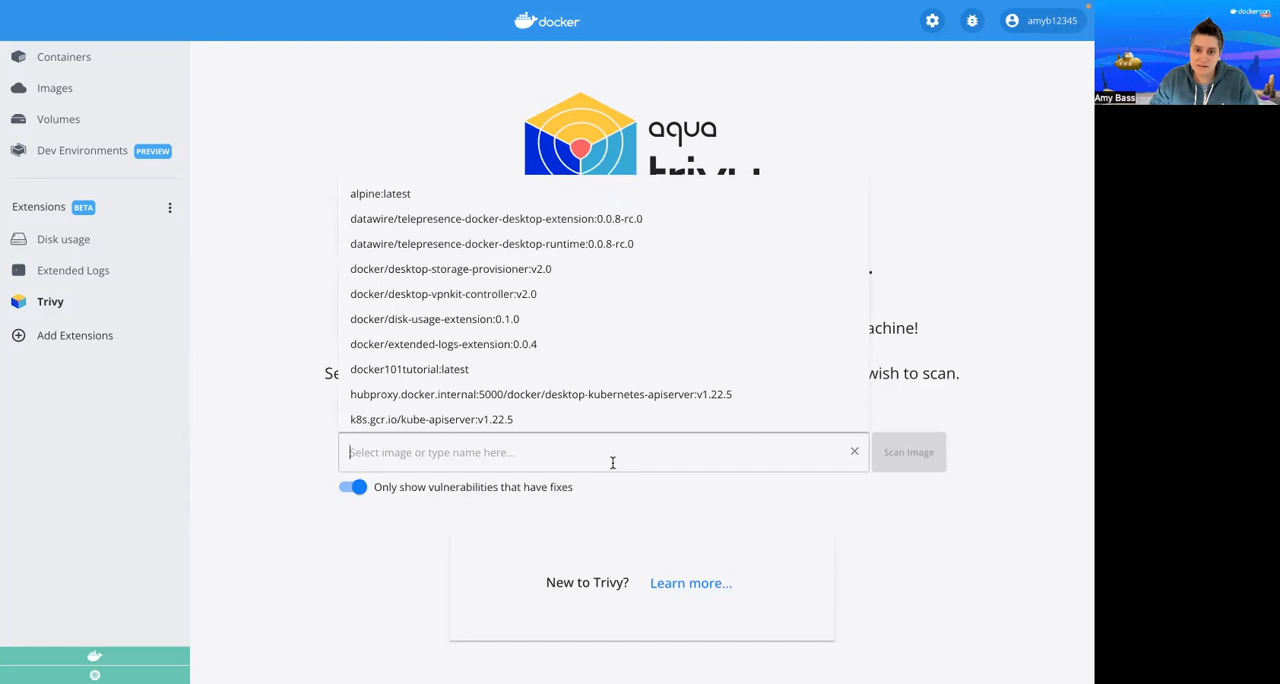 docker
amyb12345
dockercon
Amy Bass
Containers
Images
Volumes
Dev Environments PREVIEW
Extensions BETA
Disk usage
Extended Logs
Trivy
Add Extensions
aqua
trivy
alpine:latest
datawire/telepresence-docker-desktop-extension:0.0.8-rc.0
datawire/telepresence-docker-desktop-runtime:0.0.8-rc.0
docker/desktop-storage-provisioner:v2.0
docker/desktop-vpnkit-controller:v2.0
docker/disk-usage-extension:0.1.0
docker/extended-logs-extension:0.0.4
docker101tutorial:latest
hubproxy.docker.internal:5000/docker/desktop-kubernetes-apiserver:v1.22.5
k8s.gcr.io/kube-apiserver:v1.22.5
achine!
Se
wish to scan.
Select image or type name here...
Scan Image
Only show vulnerabilities that have fixes
New to Trivy? Learn more...